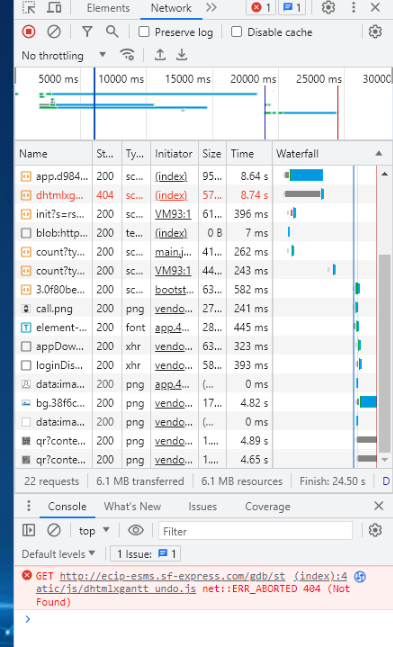 Elements Network 1 1
Preserve log Disable cache
No throttling
5000 ms 10000 ms 15000 ms 20000 ms 25000 ms 30000
Name St... Ty... Initiator Size Time Waterfall
app.d984... 200 sc... (index) 95... 8.64 s
dhtmlxg... 404 sc... (index) 57... 8.74 s
init?s=rs... 200 sc... VM93:1 61... 396 ms
blob:http... 200 te... (index) 0 B 7 ms
count?ty... 200 sc... main.j... 41... 262 ms
count?ty... 200 sc... VM93:1 44... 243 ms
3.0f80be... 200 sc... bootst... 63... 582 ms
call.png 200 png vendo... 27... 241 ms
element-... 200 font app.4... 28... 445 ms
appDow... 200 xhr vendo... 63... 323 ms
loginDis... 200 xhr vendo... 58... 393 ms
data:ima... 200 png app.4... (... 0 ms
bg.38f6c... 200 png vendo... 17... 4.82 s
data:ima... 200 png vendo... (... 0 ms
qr?conte... 200 png vendo... 1.... 4.89 s
qr?conte... 200 png vendo... 1.... 4.65 s
22 requests 6.1 MB transferred 6.1 MB resources Finish: 24.50 s D
Console What's New Issues Coverage
top Filter
Default levels 1 Issue: 1
GET http://ecip-esms.sf-express.com/gdb/st (index):4
atic/js/dhtmlxgantt_undo.js net::ERR_ABORTED 404 (Not
Found)